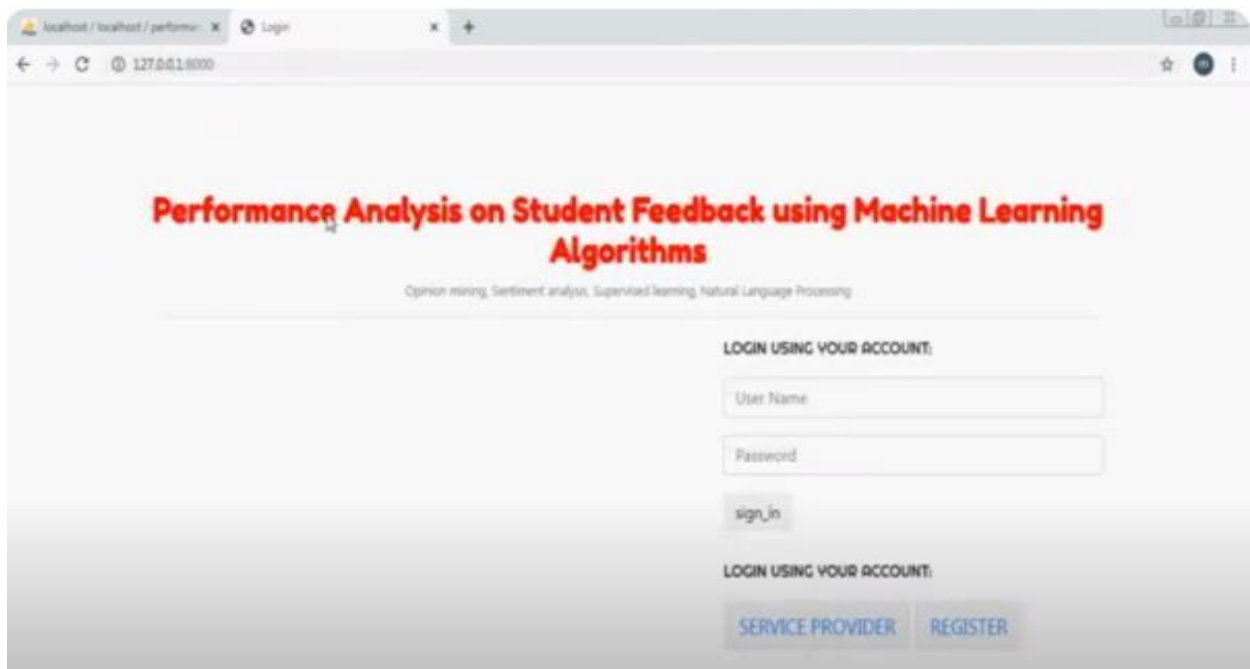 localhost / localhost / performan
Login
127.0.0.1:8000
Performance Analysis on Student Feedback using Machine Learning
Algorithms
Opinion mining, Sentiment analysis, Supervised learning, Natural Language Processing
LOGIN USING YOUR ACCOUNT:
User Name
Password
sign_in
LOGIN USING YOUR ACCOUNT:
SERVICE PROVIDER REGISTER